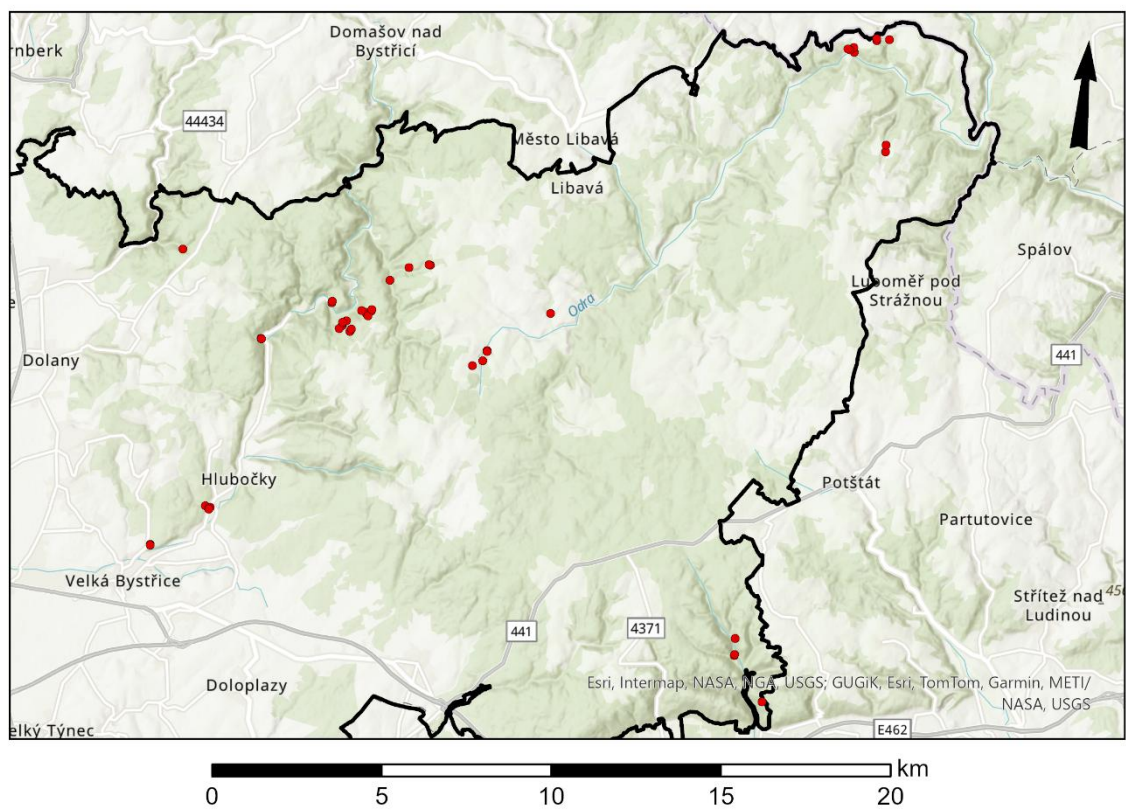 Domašov nad
Bystřicí
rnberk
44434
Město Libavá
Libavá
Spálov
Luboměř pod
Strážnou
Odra
e
Dolany
441
Hlubočky
Potštát
Partutovice
Velká Bystřice
Střítež nad
Ludinou
450
441
4371
Doloplazy
Esri, Intermap, NASA, NGA, USGS; GUGiK, Esri, TomTom, Garmin, METI/
NASA, USGS
elký Týnec
E462
km
0 5 10 15 20